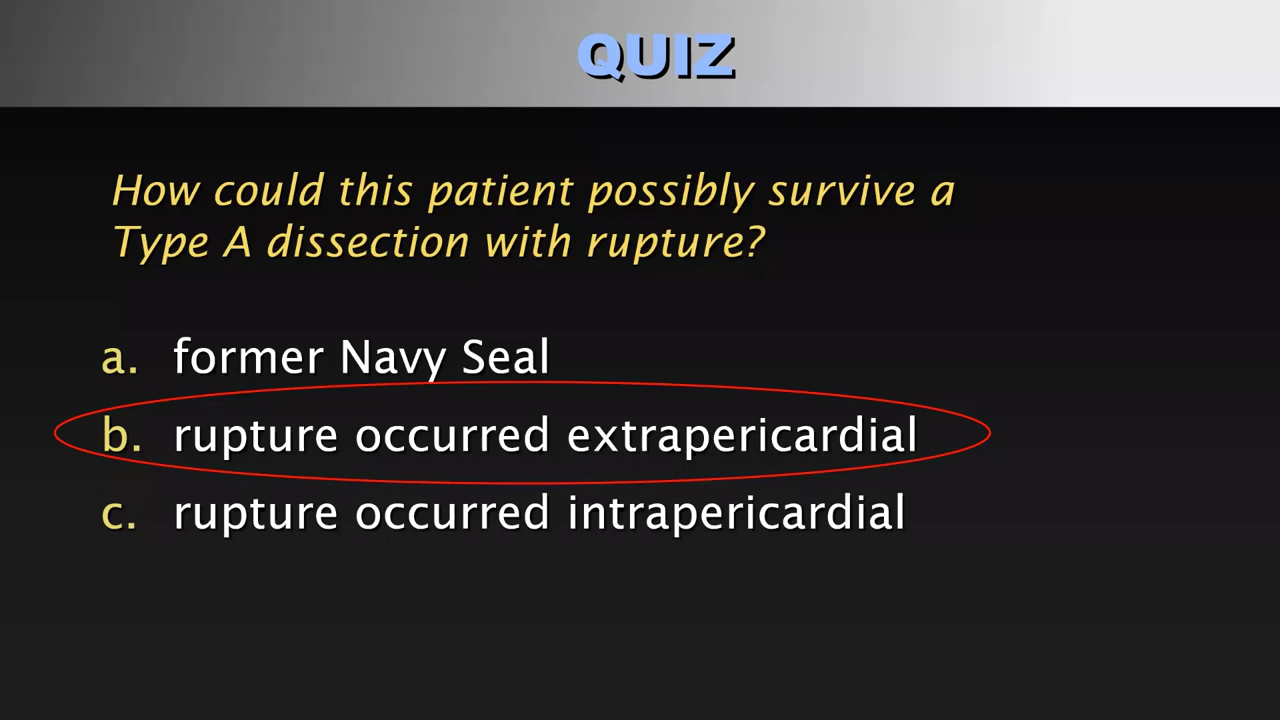 QUIZ
How could this patient possibly survive a
Type A dissection with rupture?
a. former Navy Seal
b. rupture occurred extrapericardial
c. rupture occurred intrapericardial